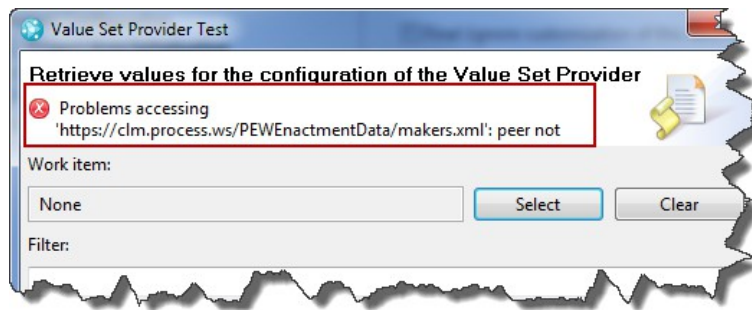 Value Set Provider Test
Retrieve values for the configuration of the Value Set Provider
Problems accessing
'https://clm.process.ws/PEWEnactmentData/makers.xml': peer not
Work item:
None
Select
Clear
Filter: